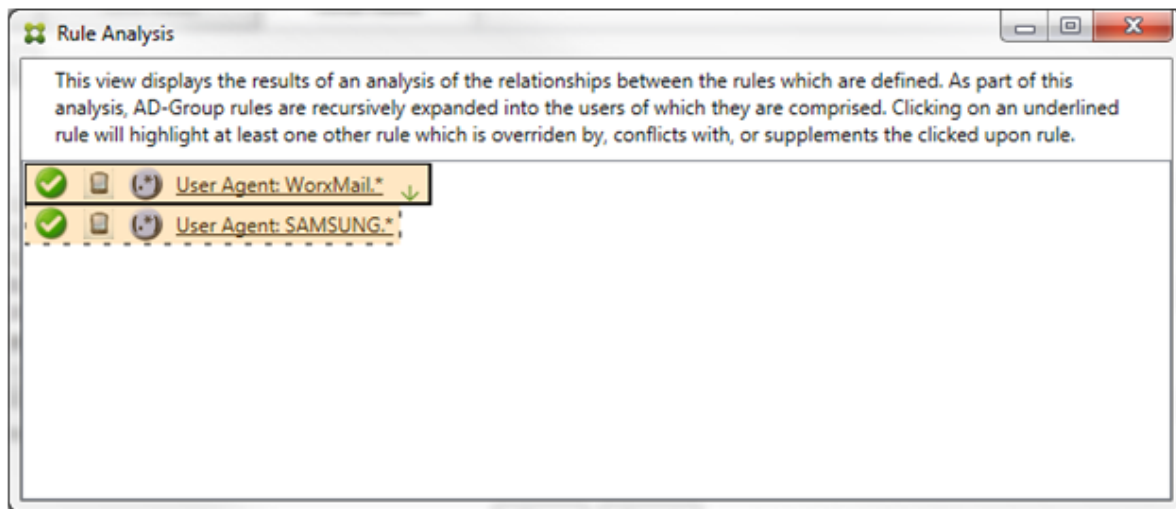 Rule Analysis
This view displays the results of an analysis of the relationships between the rules which are defined. As part of this
analysis, AD-Group rules are recursively expanded into the users of which they are comprised. Clicking on an underlined
rule will highlight at least one other rule which is overriden by, conflicts with, or supplements the clicked upon rule.
(.*) User Agent: WorxMail.*
(.*) User Agent: SAMSUNG.*